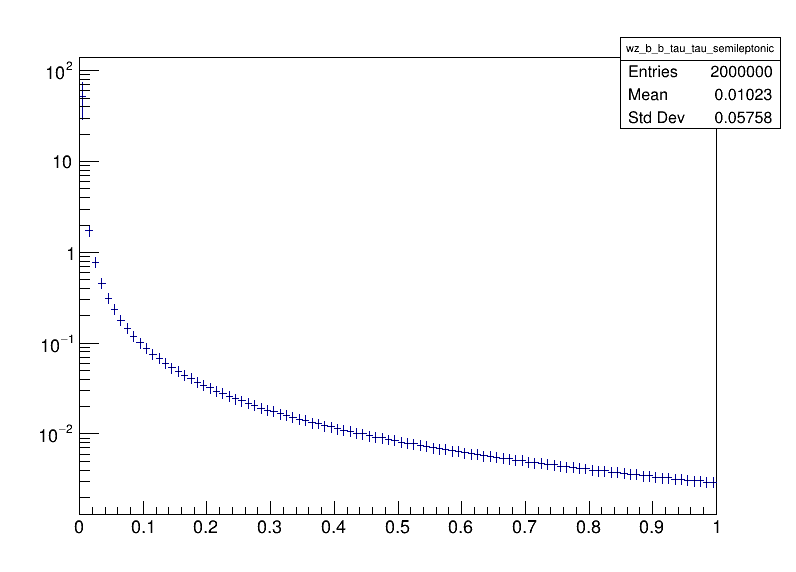 wz_b_b_tau_tau_semileptonic
Entries 2000000
Mean 0.01023
Std Dev 0.05758
10²
10
1
10⁻¹
10⁻²
0 0.1 0.2 0.3 0.4 0.5 0.6 0.7 0.8 0.9 1